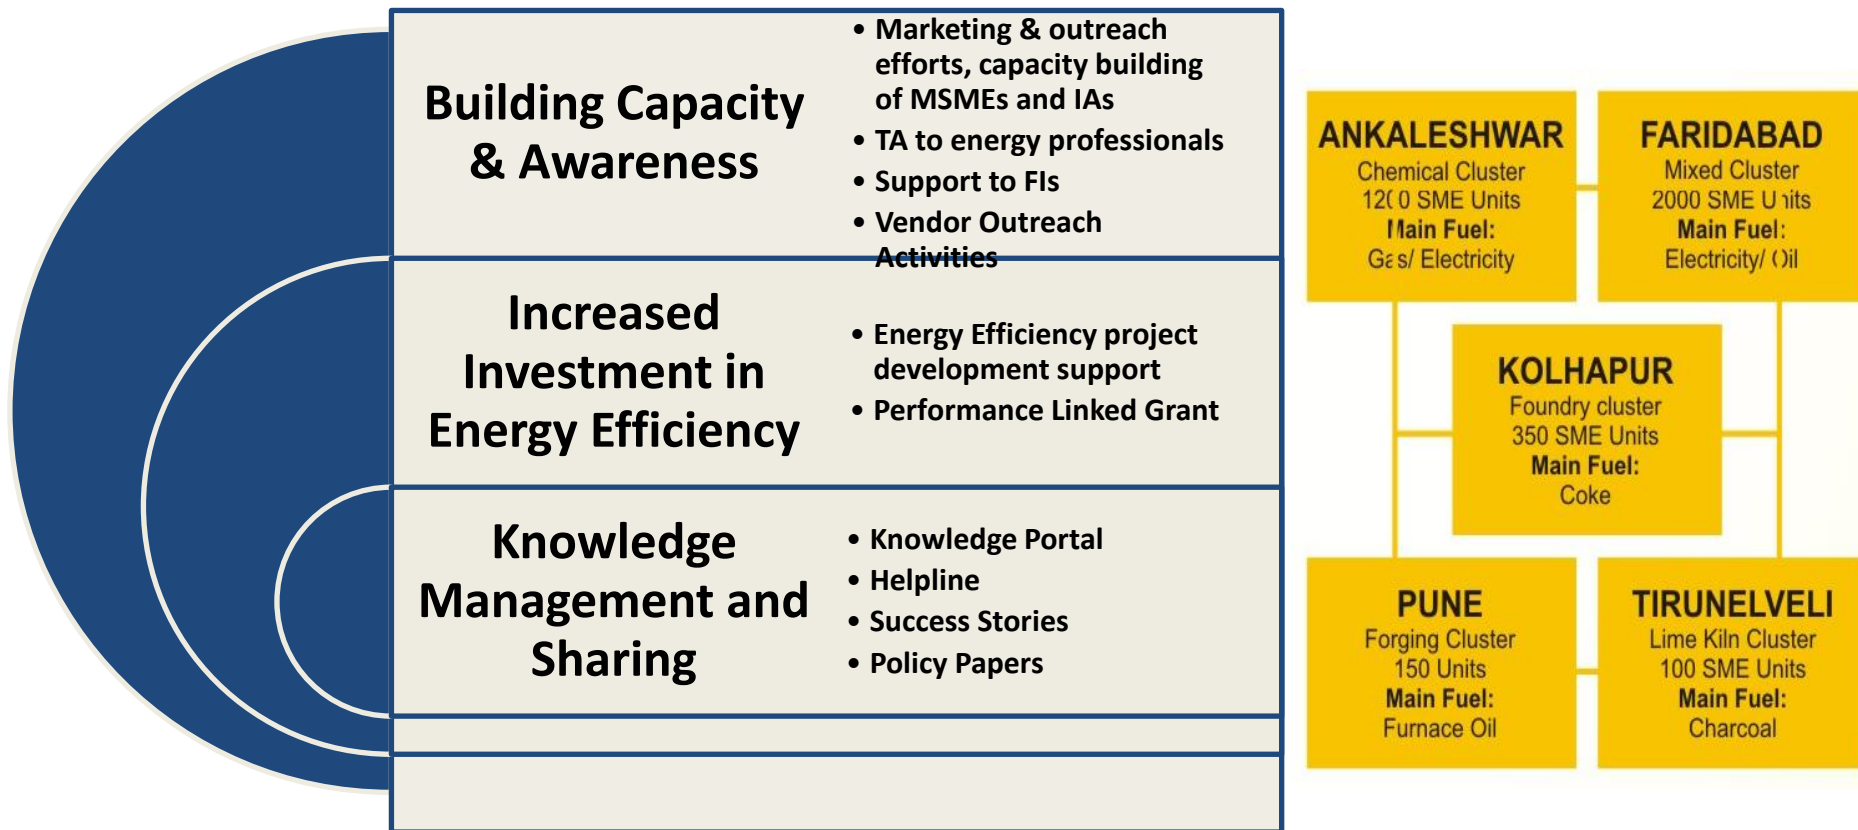 Building Capacity
& Awareness
• Marketing & outreach
efforts, capacity building
of MSMEs and IAs
• TA to energy professionals
• Support to FIs
• Vendor Outreach
Activities
Increased
Investment in
Energy Efficiency
• Energy Efficiency project
development support
• Performance Linked Grant
Knowledge
Management and
Sharing
• Knowledge Portal
• Helpline
• Success Stories
• Policy Papers
ANKALESHWAR
Chemical Cluster
1200 SME Units
Main Fuel:
Gas/ Electricity
FARIDABAD
Mixed Cluster
2000 SME Units
Main Fuel:
Electricity/ Oil
KOLHAPUR
Foundry cluster
350 SME Units
Main Fuel:
Coke
PUNE
Forging Cluster
150 Units
Main Fuel:
Furnace Oil
TIRUNELVELI
Lime Kiln Cluster
100 SME Units
Main Fuel:
Charcoal